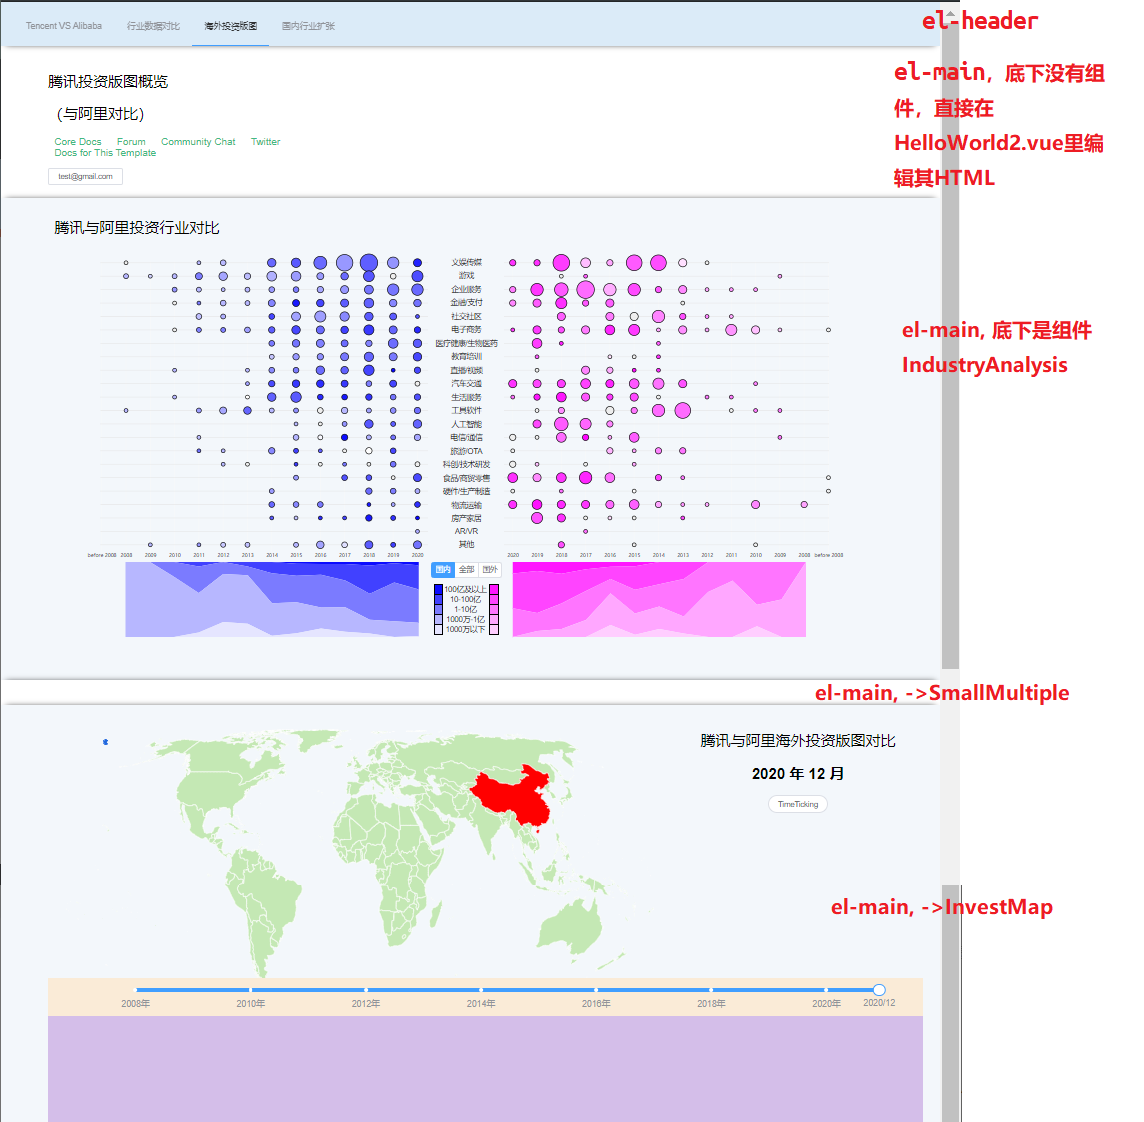 Tencent VS Alibaba 行业数据对比 海外投资版图 国内行业扩张
el-header
el-main，底下没有组
件，直接在
HelloWorld2.vue里编
辑其HTML
腾讯投资版图概览
（与阿里对比）
Core Docs Forum Community Chat Twitter
Docs for This Template
test@gmail.com
腾讯与阿里投资行业对比
文娱传媒
游戏
企业服务
金融/支付
社交社区
电子商务
el-main, 底下是组件
IndustryAnalysis
医疗健康/生物医药
教育培训
直播/视频
汽车交通
生活服务
工具软件
人工智能
电信/通信
旅游/OTA
科创/技术研发
食品/商贸零售
硬件/生产制造
物流运输
房产家居
AR/VR
其他
before 2008 2008 2009 2010 2011 2012 2013 2014 2015 2016 2017 2018 2019 2020 2020 2019 2018 2017 2016 2015 2014 2013 2012 2011 2010 2009 2008 before 2008
国内 全部 国外
100亿及以上
10-100亿
1-10亿
1000万-1亿
1000万以下
el-main, ->SmallMultiple
腾讯与阿里海外投资版图对比
2020 年 12 月
TimeTicking
el-main, ->InvestMap
2008年 2010年 2012年 2014年 2016年 2018年 2020年 2020/12